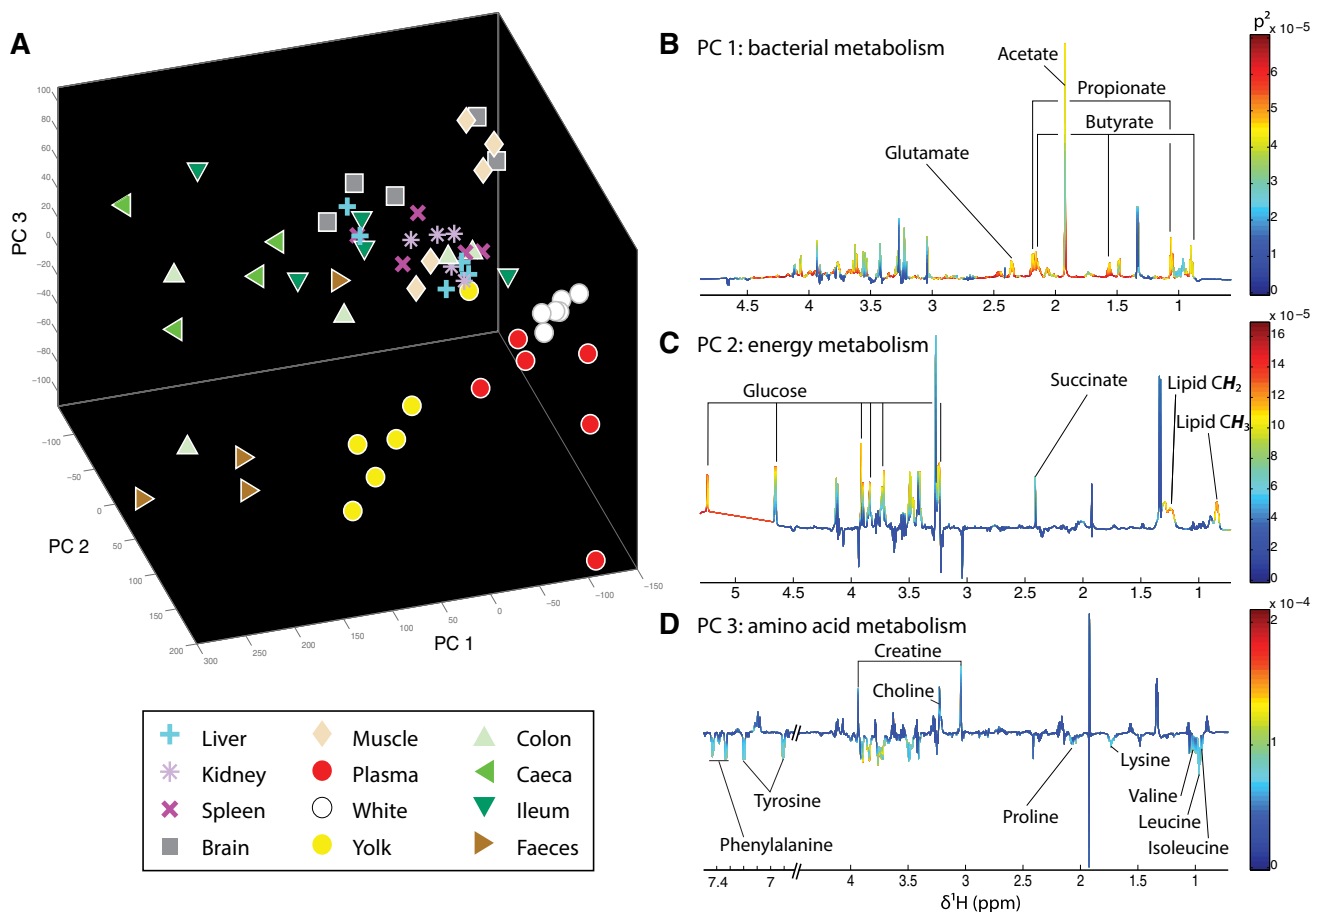 A
PC 3
100
80
60
40
20
0
−20
−40
−60
−80
−100
−100
−50
0
50
100
150
200
PC 2
300
250
200
150
100
50
0
−50
−100
−150
PC 1
Liver
Kidney
Spleen
Brain
Muscle
Plasma
White
Yolk
Colon
Caeca
Ileum
Faeces
B PC 1: bacterial metabolism
Acetate
Propionate
Butyrate
Glutamate
4.5 4 3.5 3 2.5 2 1.5 1
p² x 10⁻⁵
6
5
4
3
2
1
0
C PC 2: energy metabolism
Glucose
Succinate
Lipid CH₂
Lipid CH₃
5 4.5 4 3.5 3 2.5 2 1.5 1
x 10⁻⁵
16
14
12
10
8
6
4
2
0
D PC 3: amino acid metabolism
Creatine
Choline
Tyrosine
Phenylalanine
Proline
Lysine
Valine
Leucine
Isoleucine
7.4 7 4 3.5 3 2.5 2 1.5 1
δ¹H (ppm)
x 10⁻⁴
2
1
0